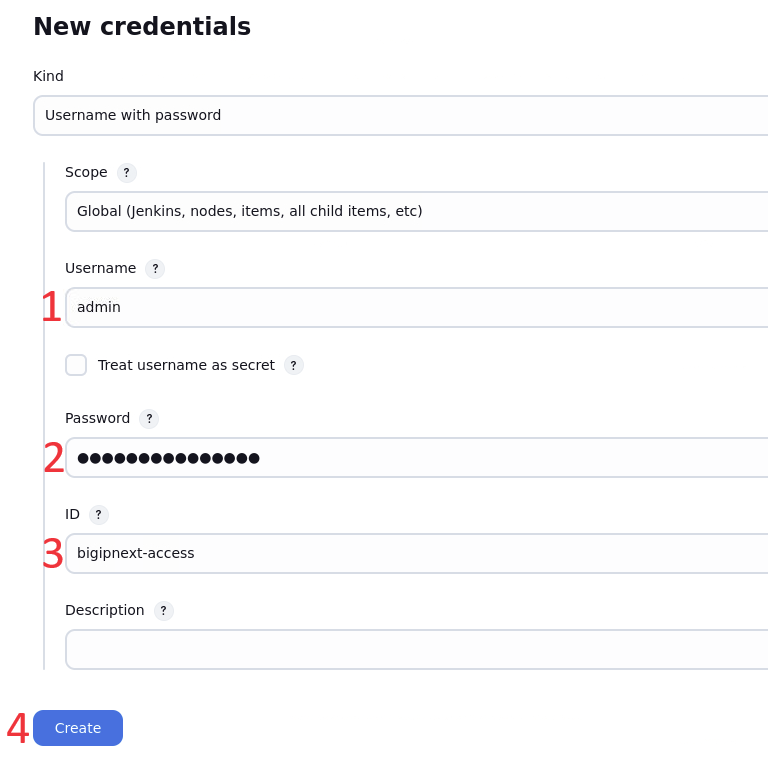 New credentials
Kind
Username with password
Scope ?
Global (Jenkins, nodes, items, all child items, etc)
Username ?
1 admin
Treat username as secret ?
Password ?
2 ●●●●●●●●●●●●●●●
ID ?
3 bigipnext-access
Description ?
4 Create